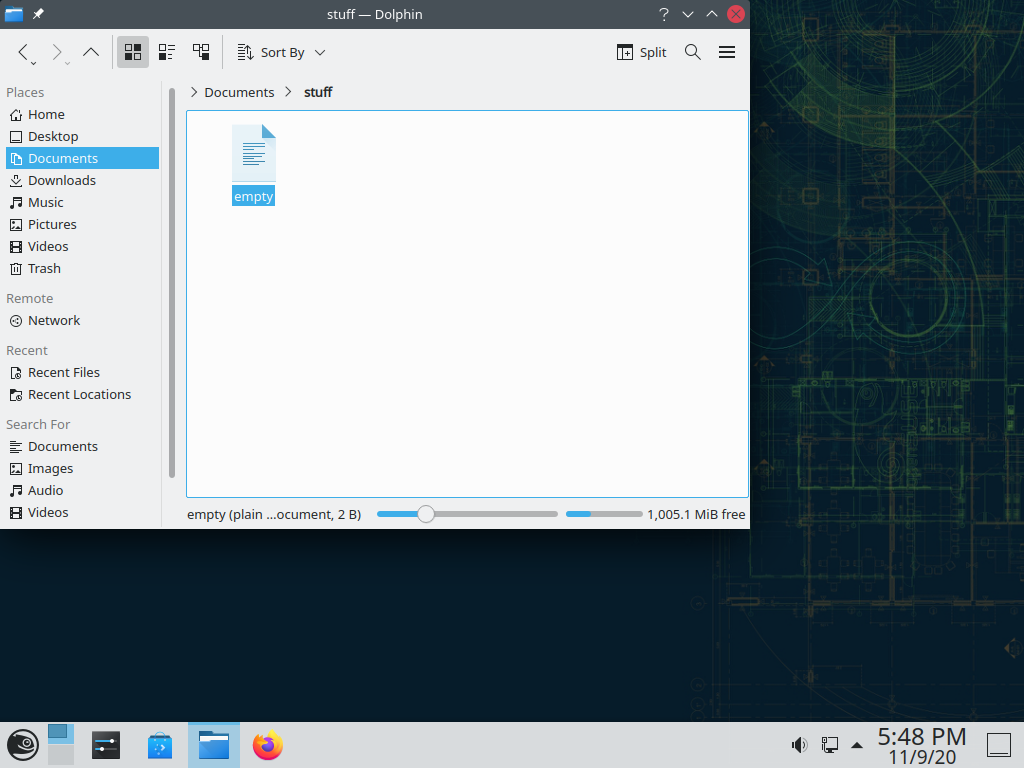 stuff — Dolphin
Sort By
Split
Places
Home
Desktop
Documents
Downloads
Music
Pictures
Videos
Trash
Remote
Network
Recent
Recent Files
Recent Locations
Search For
Documents
Images
Audio
Videos
Documents stuff
empty
empty (plain ...ocument, 2 B)
1,005.1 MiB free
5:48 PM
11/9/20